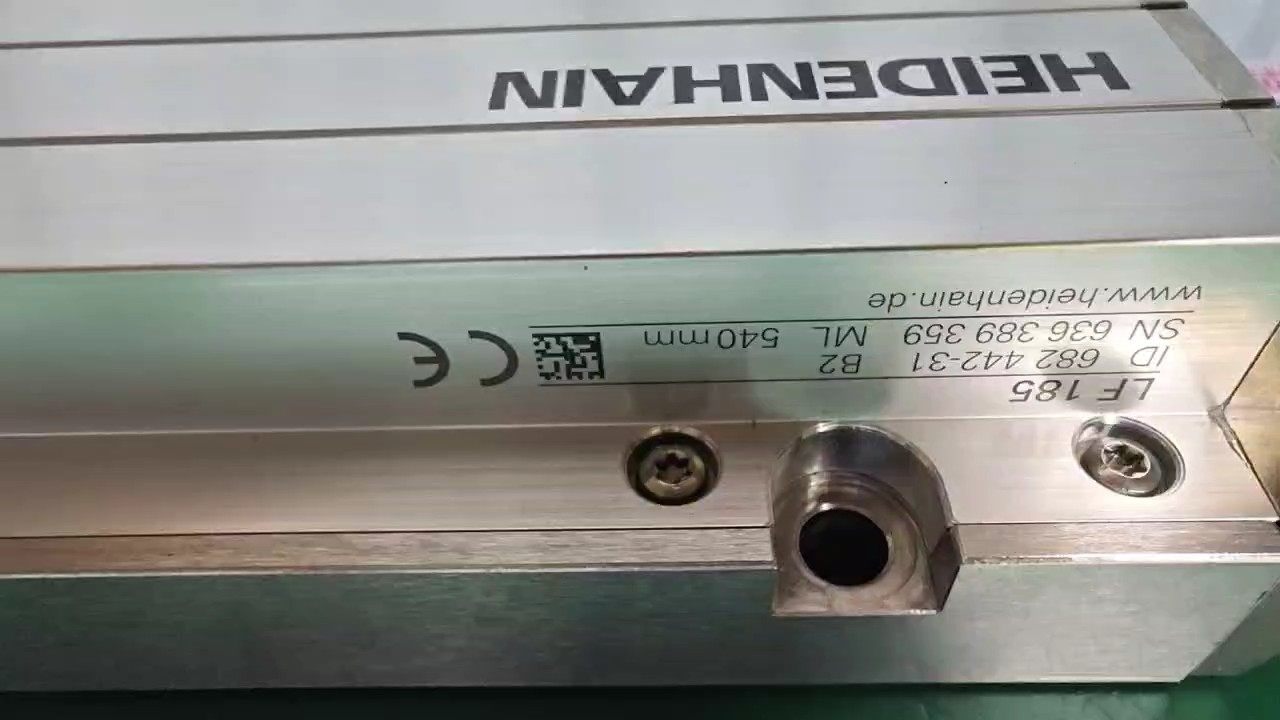 LF 185
ID 682 442-31 B2
SN 636 389 359 ML 540mm
www.heidenhain.de
CE
HEIDENHAIN